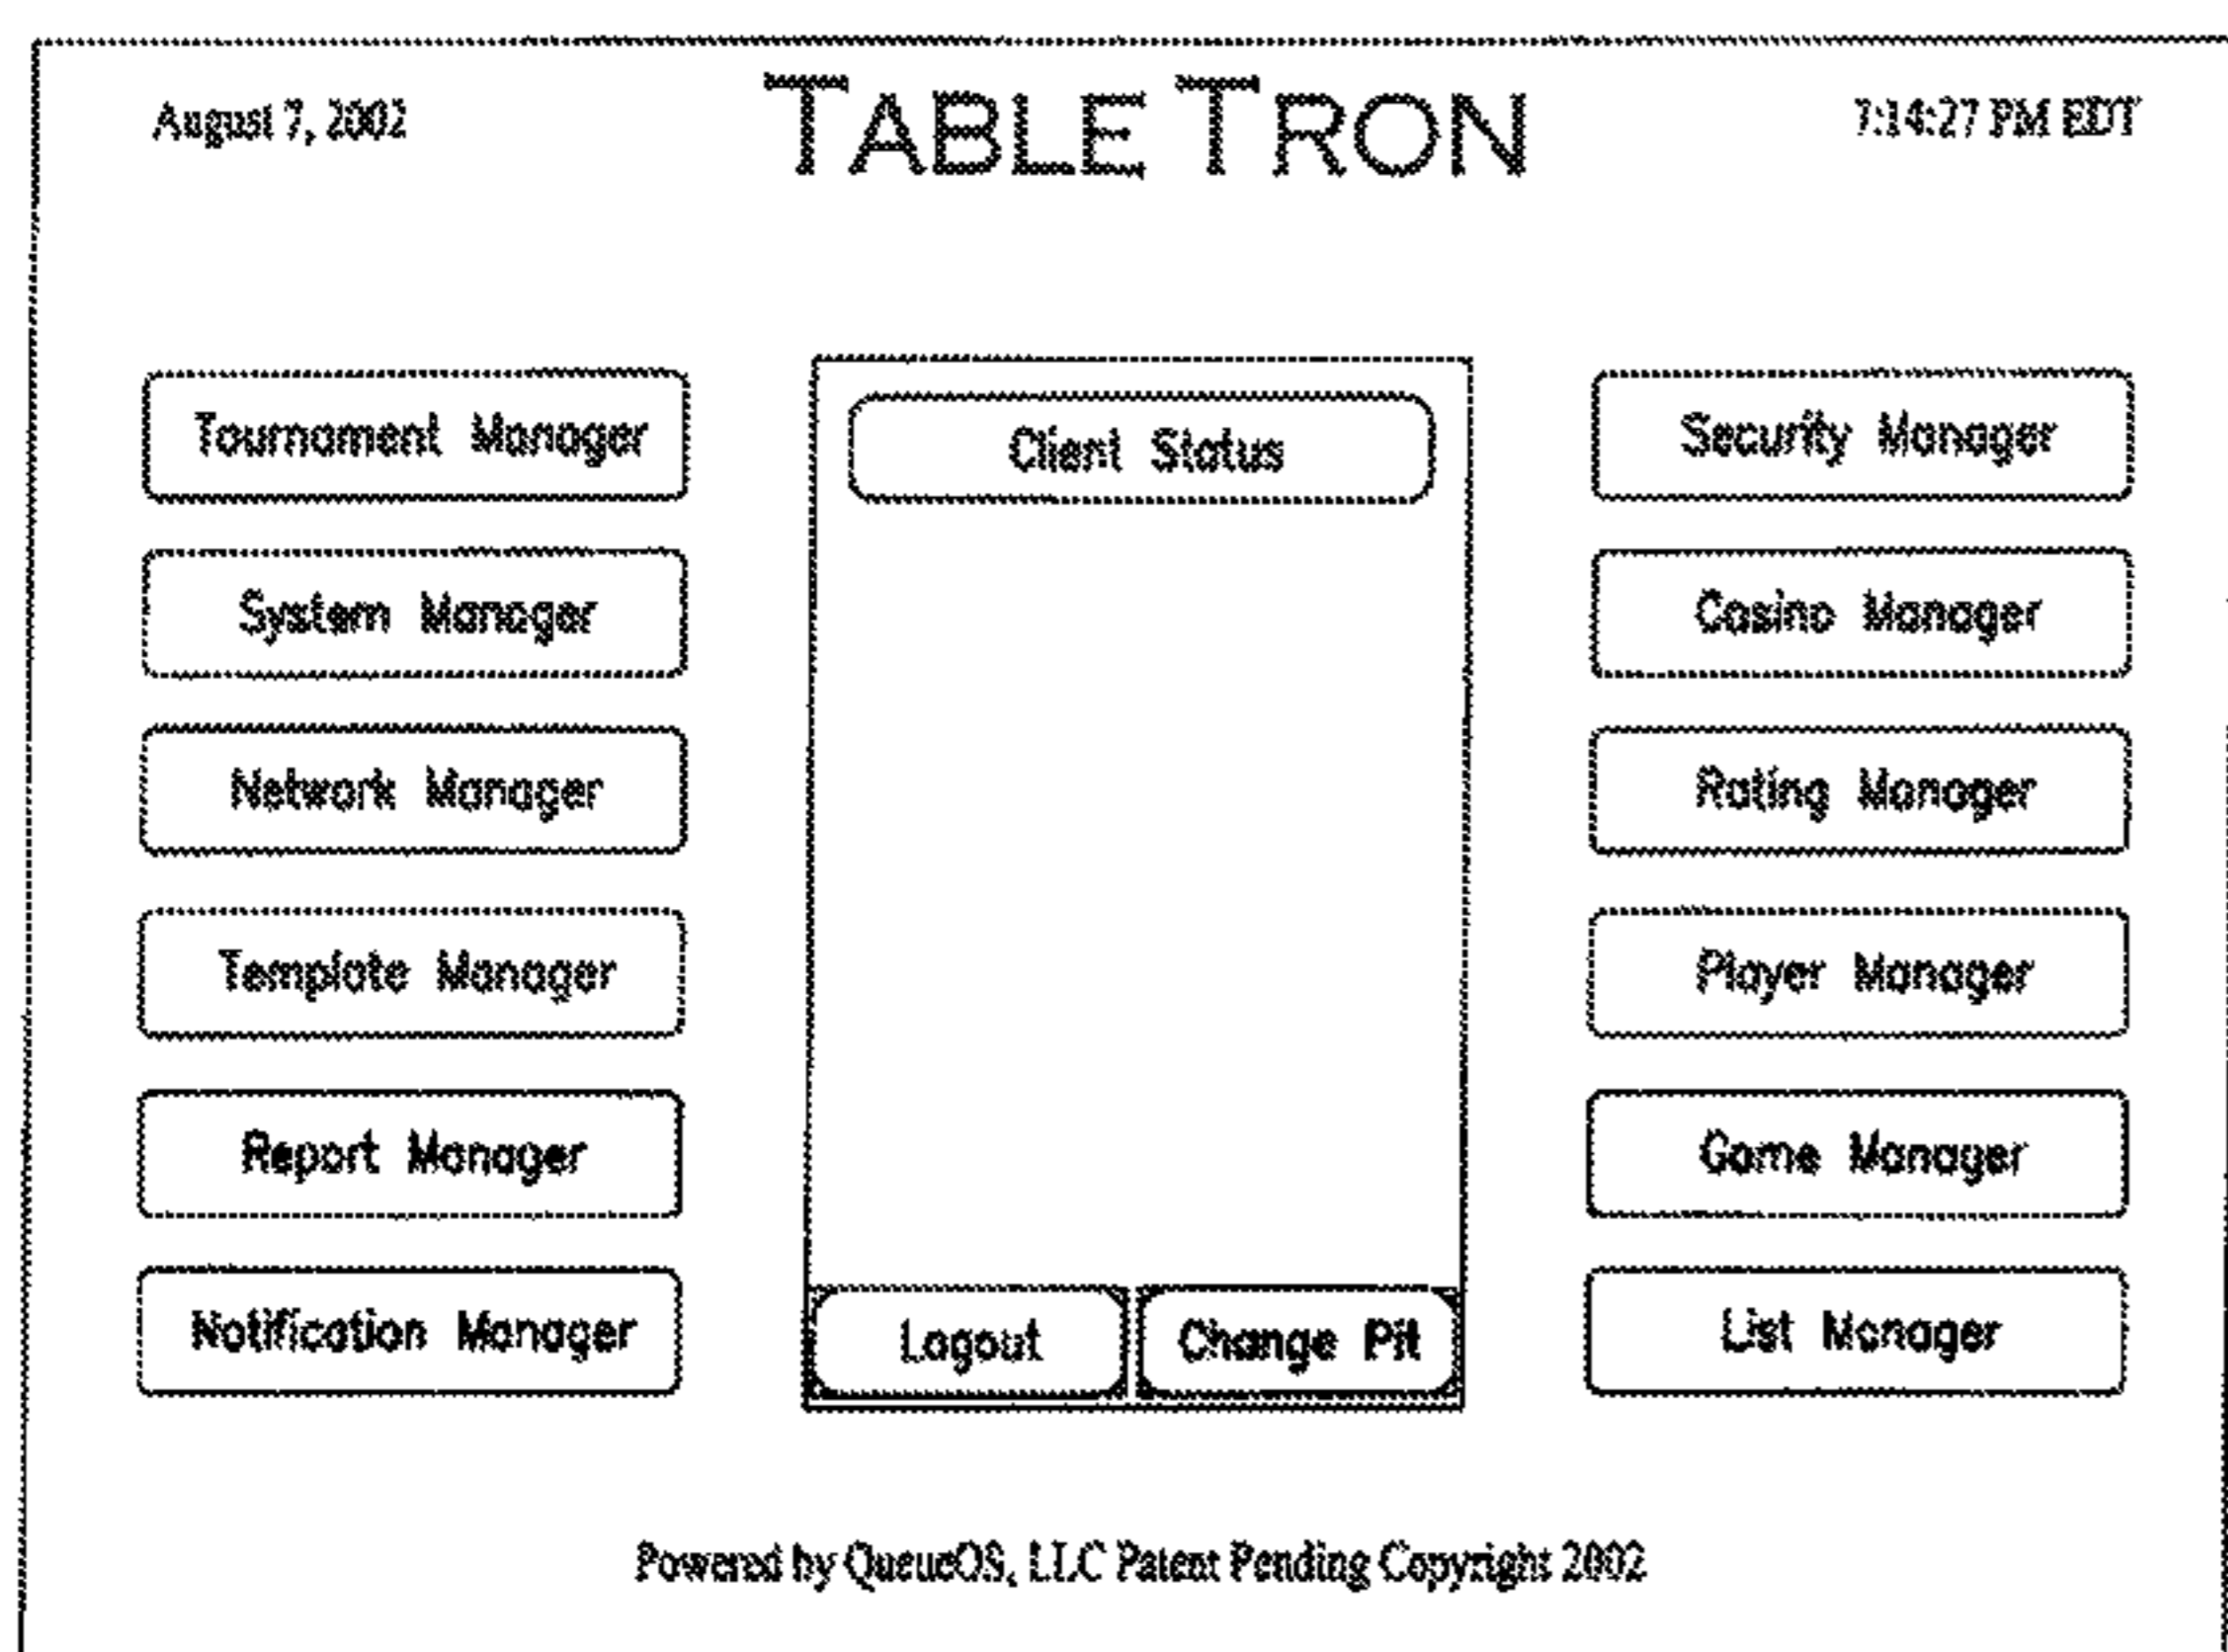 August 7, 2002
TABLE TRON
7:14:27 PM EDT
Tournament Manager
Client Status
Security Manager
System Manager
Casino Manager
Network Manager
Rating Manager
Template Manager
Player Manager
Report Manager
Game Manager
Notification Manager
Logout
Change Pit
List Manager
Powered by QueueOS, LLC Patent Pending Copyright 2002